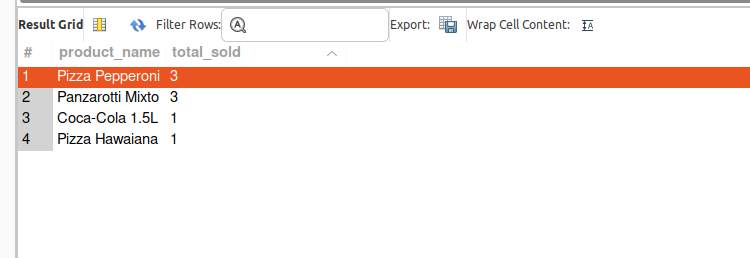 Result Grid Filter Rows: Export: Wrap Cell Content:
# product_name total_sold
1 Pizza Pepperoni 3
2 Panzarotti Mixto 3
3 Coca-Cola 1.5L 1
4 Pizza Hawaiana 1